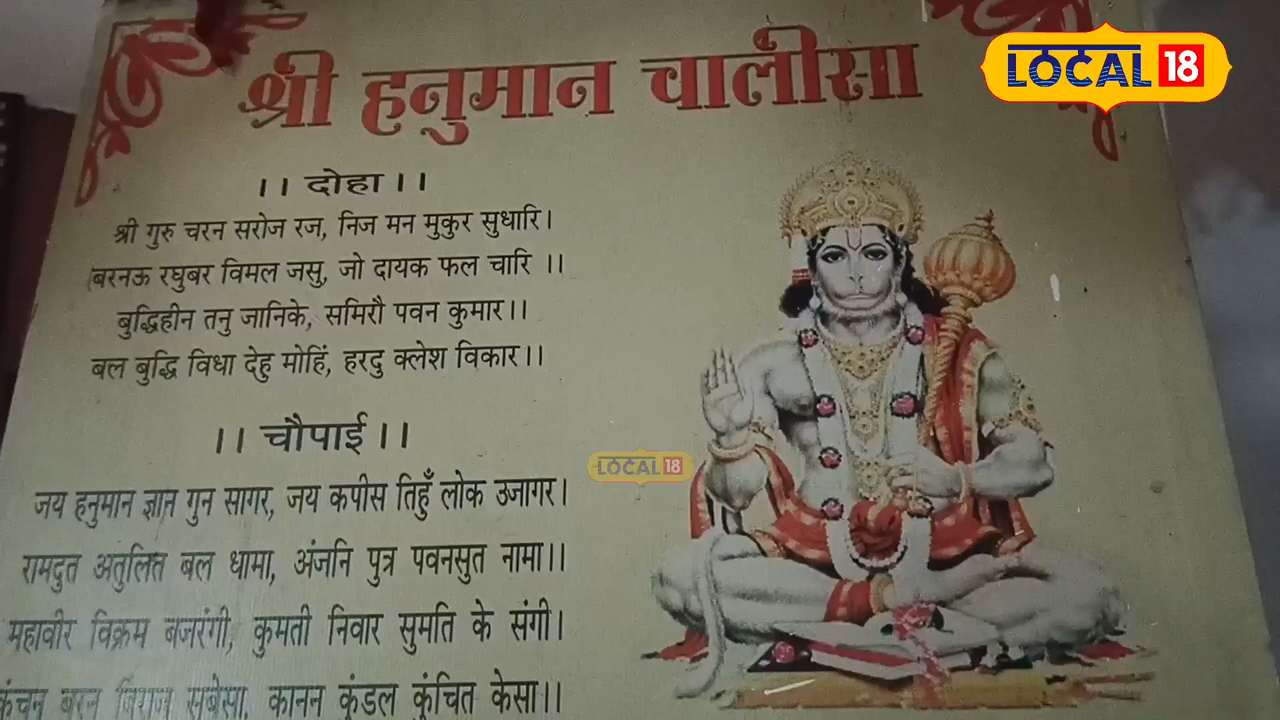 LOCAL 18
श्री हनुमान चालीसा
।। दोहा ।।
श्री गुरु चरन सरोज रज, निज मन मुकुर सुधारि।
बरनऊ रघुबर विमल जसु, जो दायक फल चारि ।।
बुद्धिहीन तनु जानिके, समिरौ पवन कुमार।।
बल बुद्धि विधा देहु मोहिं, हरदु क्लेश विकार।।
।। चौपाई ।।
LOCAL 18
जय हनुमान ज्ञान गुन सागर, जय कपीस तिहुँ लोक उजागर।
रामदुत अतुलित बल धामा, अंजनि पुत्र पवनसुत नामा।।
महावीर विक्रम बजरंगी, कुमती निवार सुमति के संगी।
कंचन बरन बिराज सुबेसा, कानन कुंडल कुंचित केसा।।